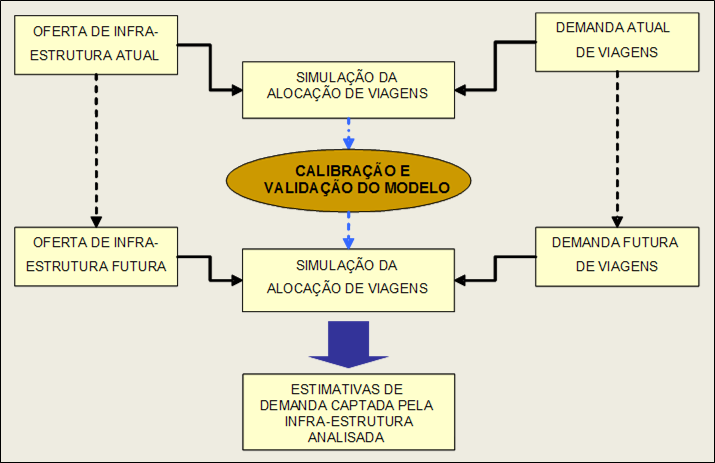 OFERTA DE INFRA-
ESTRUTURA ATUAL
DEMANDA ATUAL
DE VIAGENS
SIMULAÇÃO DA
ALOCAÇÃO DE VIAGENS
CALIBRAÇÃO E
VALIDAÇÃO DO MODELO
OFERTA DE INFRA-
ESTRUTURA FUTURA
DEMANDA FUTURA
DE VIAGENS
SIMULAÇÃO DA
ALOCAÇÃO DE VIAGENS
ESTIMATIVAS DE
DEMANDA CAPTADA PELA
INFRA-ESTRUTURA
ANALISADA